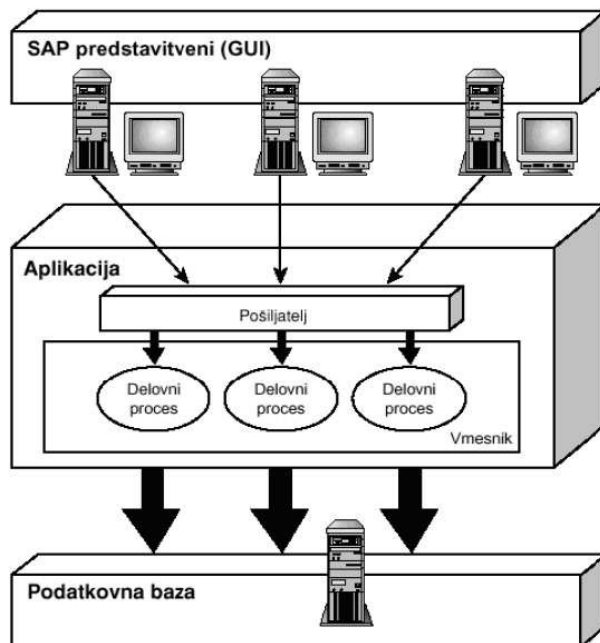 SAP predstavitveni (GUI)
Aplikacija
Pošiljatelj
Delovni
proces
Delovni
proces
Delovni
proces
Vmesnik
Podatkovna baza